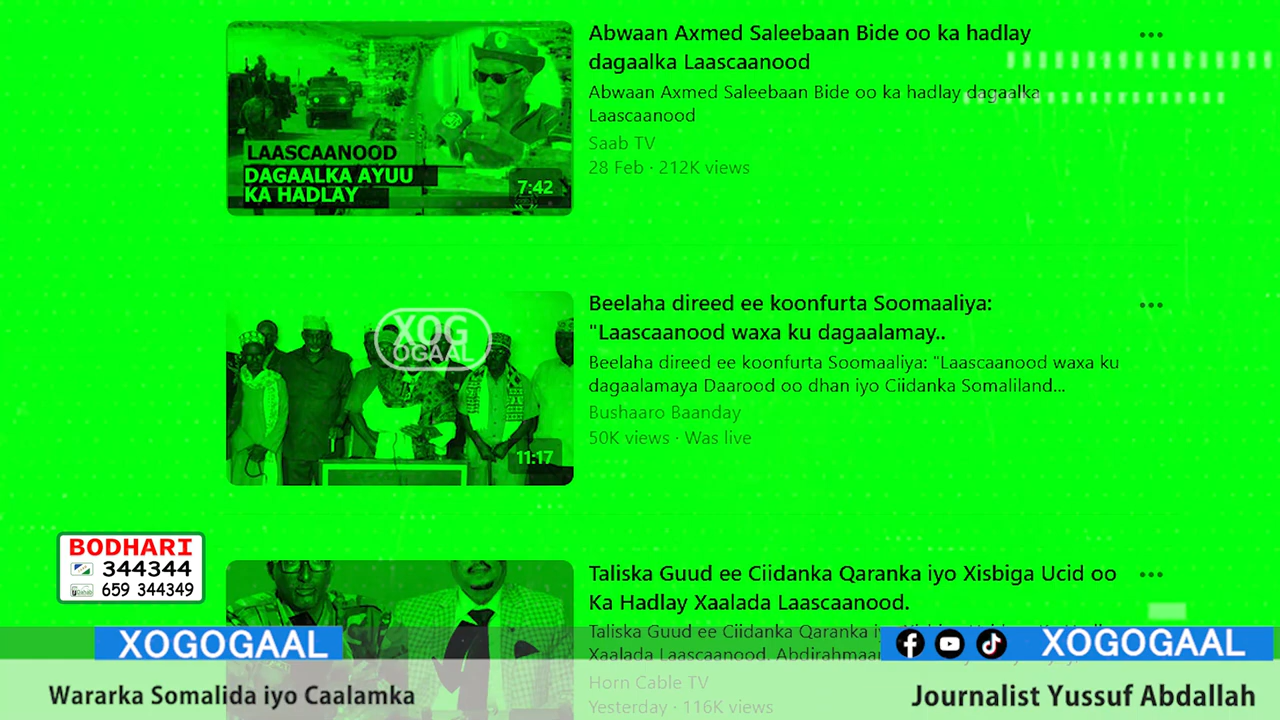 Abwaan Axmed Saleebaan Bide oo ka hadlay
dagaalka Laascaanood
Abwaan Axmed Saleebaan Bide oo ka hadlay dagaalka
Laascaanood
Saab TV
28 Feb · 212K views
LAASCAANOOD
DAGAALKA AYUU
KA HADLAY
7:42
Beelaha direed ee koonfurta Soomaaliya:
"Laascaanood waxa ku dagaalamay..
Beelaha direed ee koonfurta Soomaaliya: "Laascaanood waxa ku
dagaalamaya Daarood oo dhan iyo Ciidanka Somaliland...
Bushaaro Baanday
50K views · Was live
XOG
OGAAL
11:17
BODHARI
344344
659 344349
Taliska Guud ee Ciidanka Qaranka iyo Xisbiga Ucid oo
Ka Hadlay Xaalada Laascaanood.
Taliska Guud ee Ciidanka Qaranka
Xaalada Laascaanood. Abdirahmaan
Horn Cable TV
Yesterday · 116K views
XOGOGAAL
XOGOGAAL
Wararka Somalida iyo Caalamka
Journalist Yussuf Abdallah